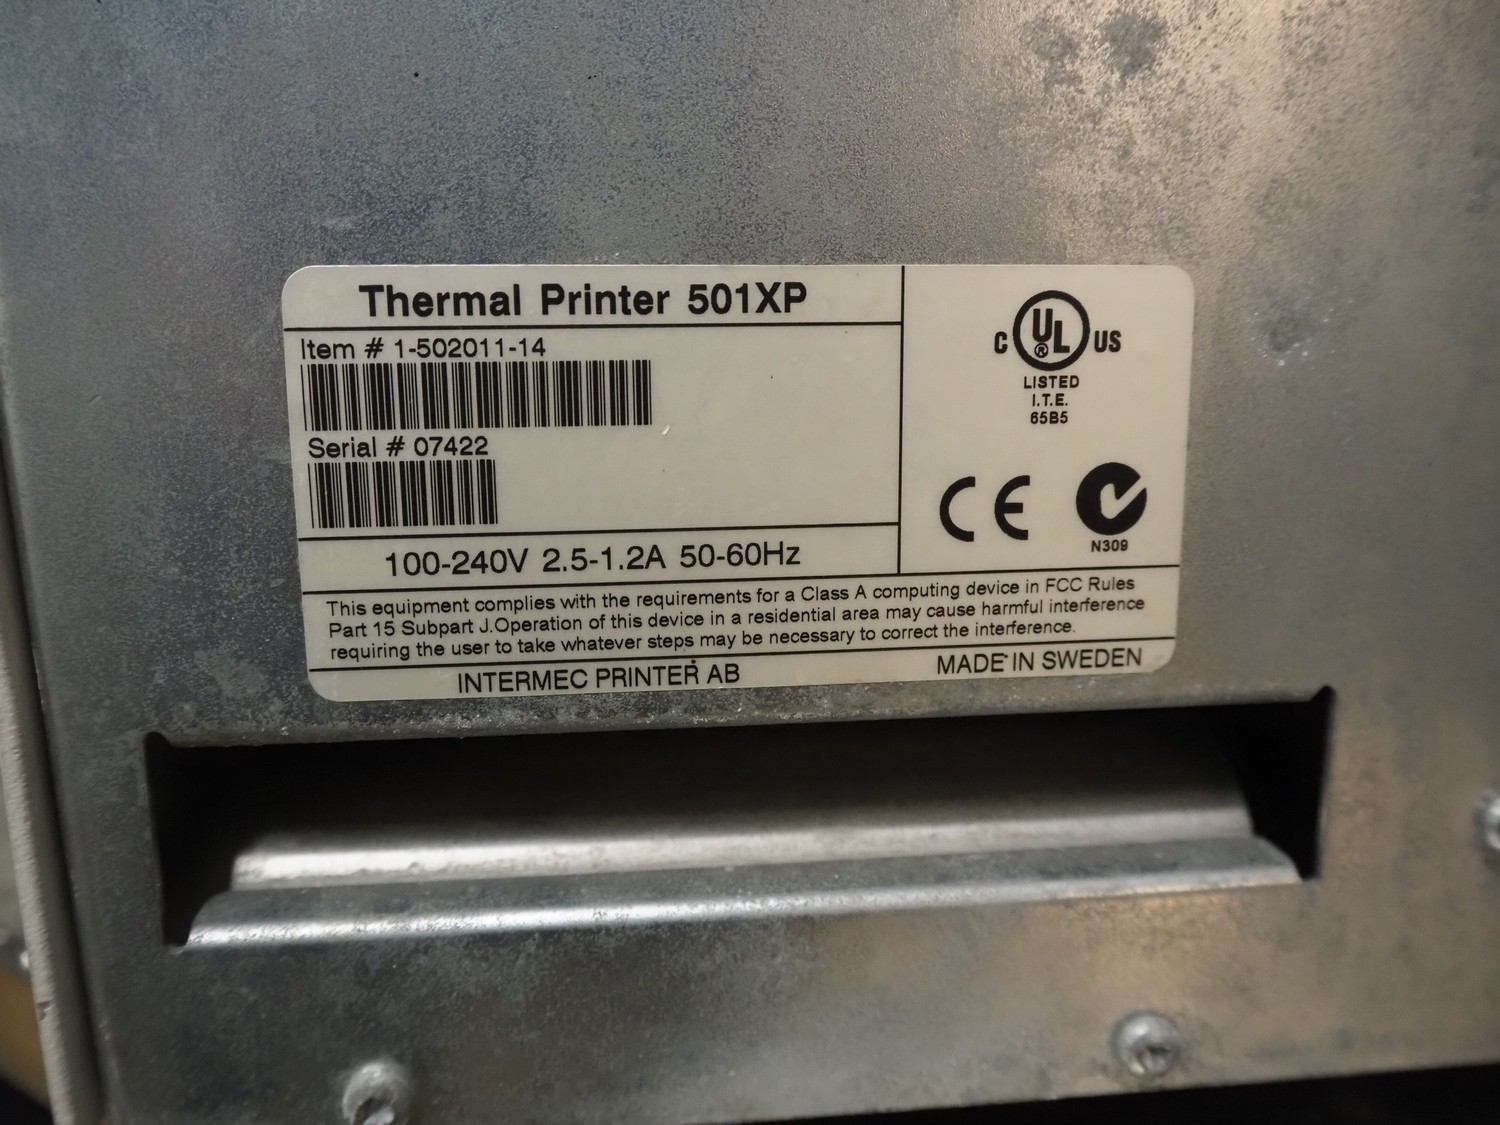 Thermal Printer 501XP
Item # 1-502011-14
Serial # 07422
100-240V 2.5-1.2A 50-60Hz
C UL ® US
LISTED
I.T.E.
65B5
CE
N309
This equipment complies with the requirements for a Class A computing device in FCC Rules
Part 15 Subpart J.Operation of this device in a residential area may cause harmful interference
requiring the user to take whatever steps may be necessary to correct the interference.
INTERMEC PRINTER AB
MADE IN SWEDEN